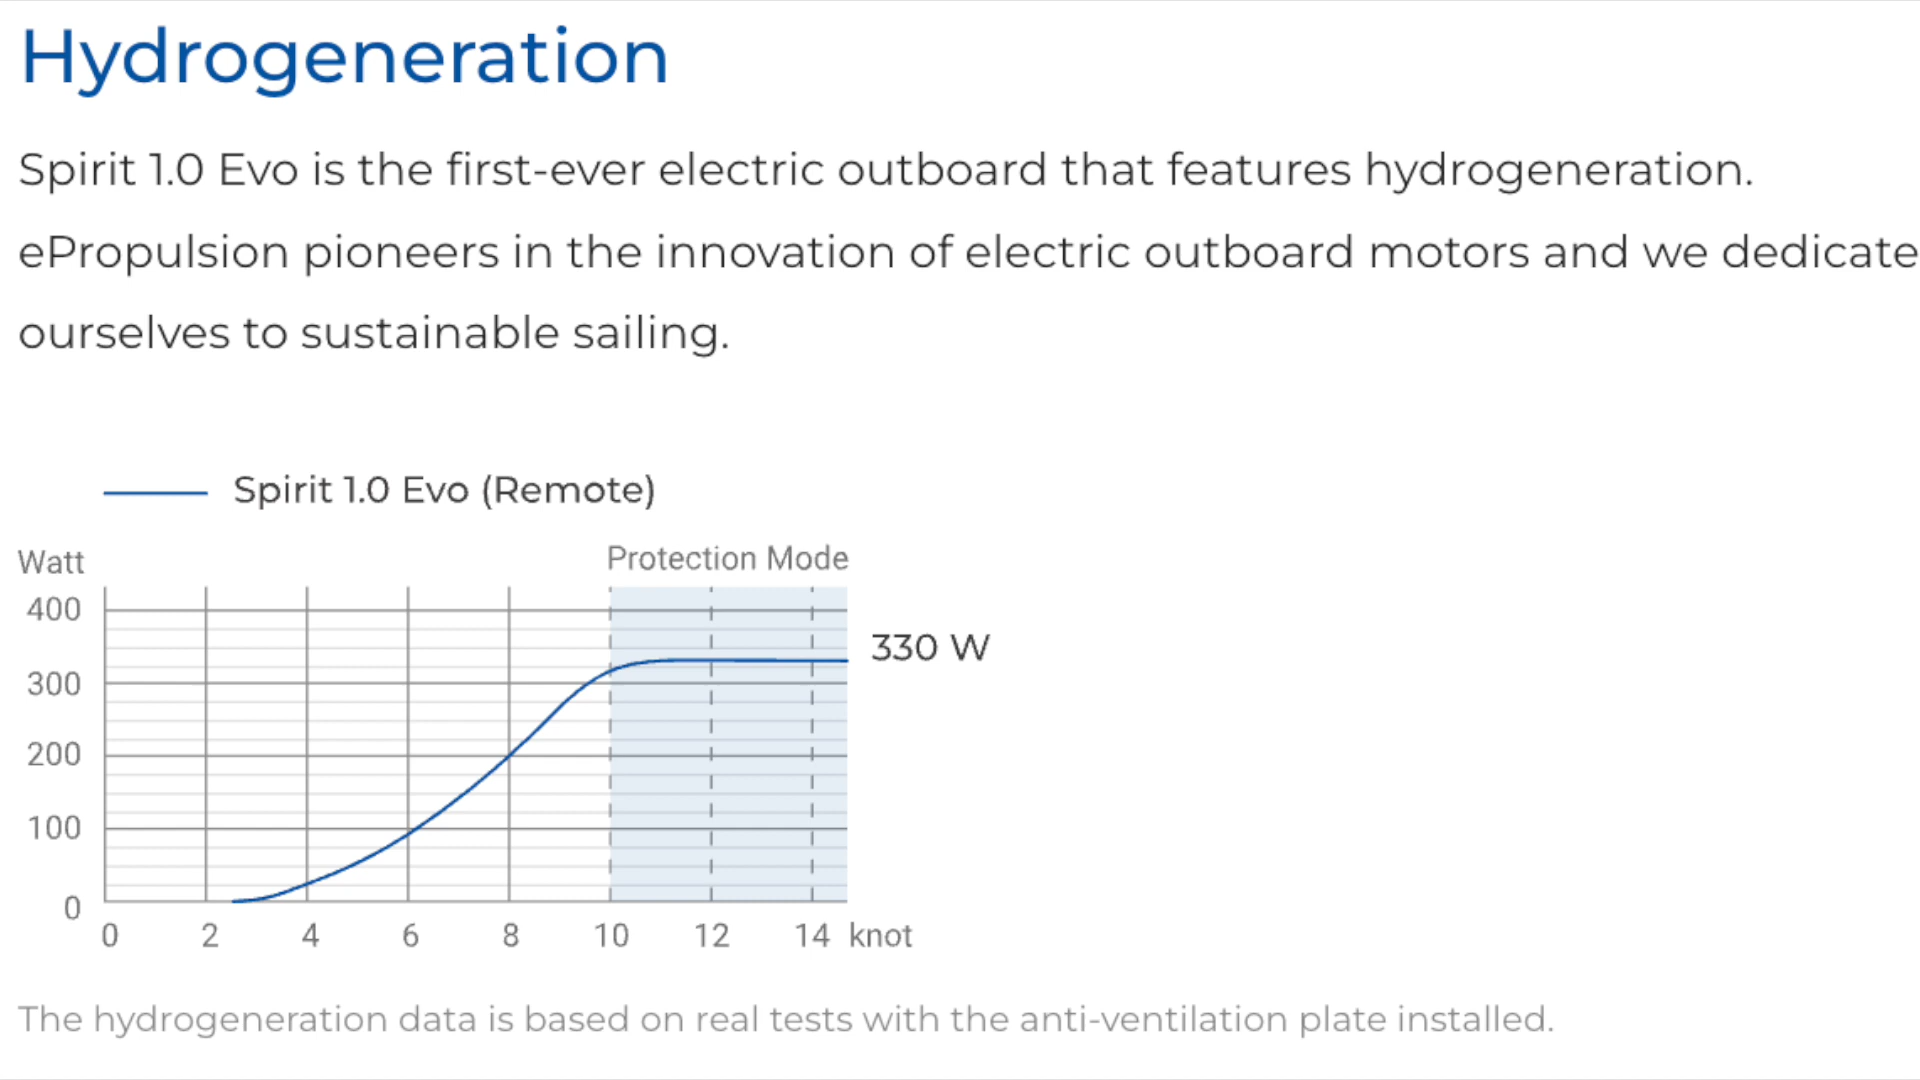 Hydrogeneration
Spirit 1.0 Evo is the first-ever electric outboard that features hydrogeneration.
ePropulsion pioneers in the innovation of electric outboard motors and we dedicate
ourselves to sustainable sailing.
Spirit 1.0 Evo (Remote)
Watt
Protection Mode
400
330 W
300
200
100
0
0 2 4 6 8 10 12 14 knot
The hydrogeneration data is based on real tests with the anti-ventilation plate installed.